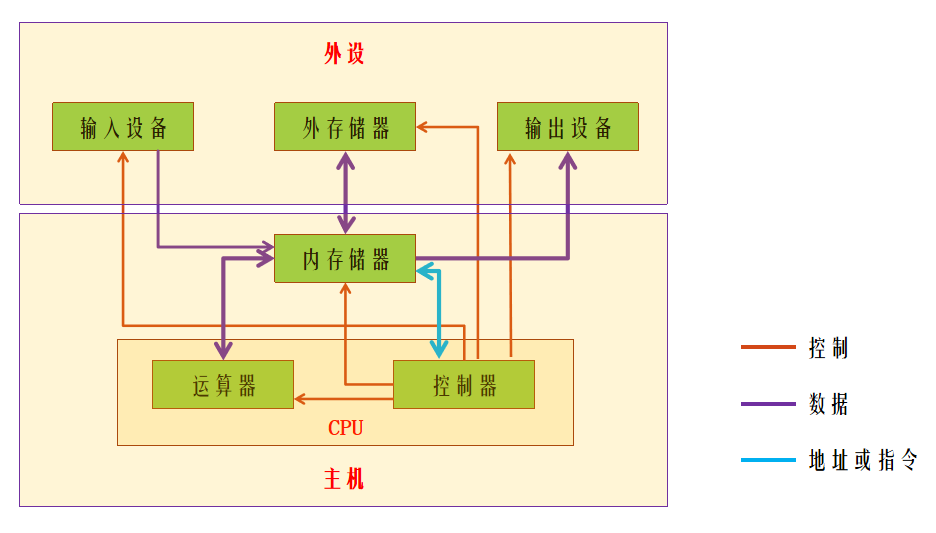 外设
输入设备
外存储器
输出设备
内存储器
运算器
控制器
CPU
主机
控制
数据
地址或指令